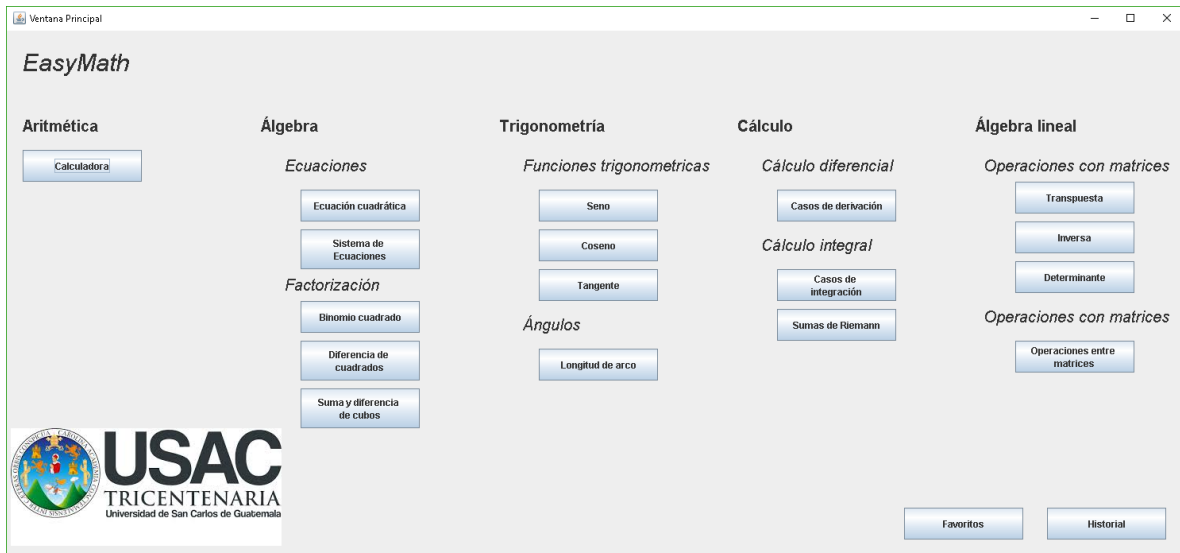 Ventana Principal
EasyMath
Aritmética
Calculadora
Álgebra
Ecuaciones
Ecuación cuadrática
Sistema de
Ecuaciones
Factorización
Binomio cuadrado
Diferencia de
cuadrados
Suma y diferencia
de cubos
Trigonometría
Funciones trigonometricas
Seno
Coseno
Tangente
Ángulos
Longitud de arco
Cálculo
Cálculo diferencial
Casos de derivación
Cálculo integral
Casos de
integración
Sumas de Riemann
Álgebra lineal
Operaciones con matrices
Transpuesta
Inversa
Determinante
Operaciones con matrices
Operaciones entre
matrices
USAC
TRICENTENARIA
Universidad de San Carlos de Guatemala
Favoritos
Historial